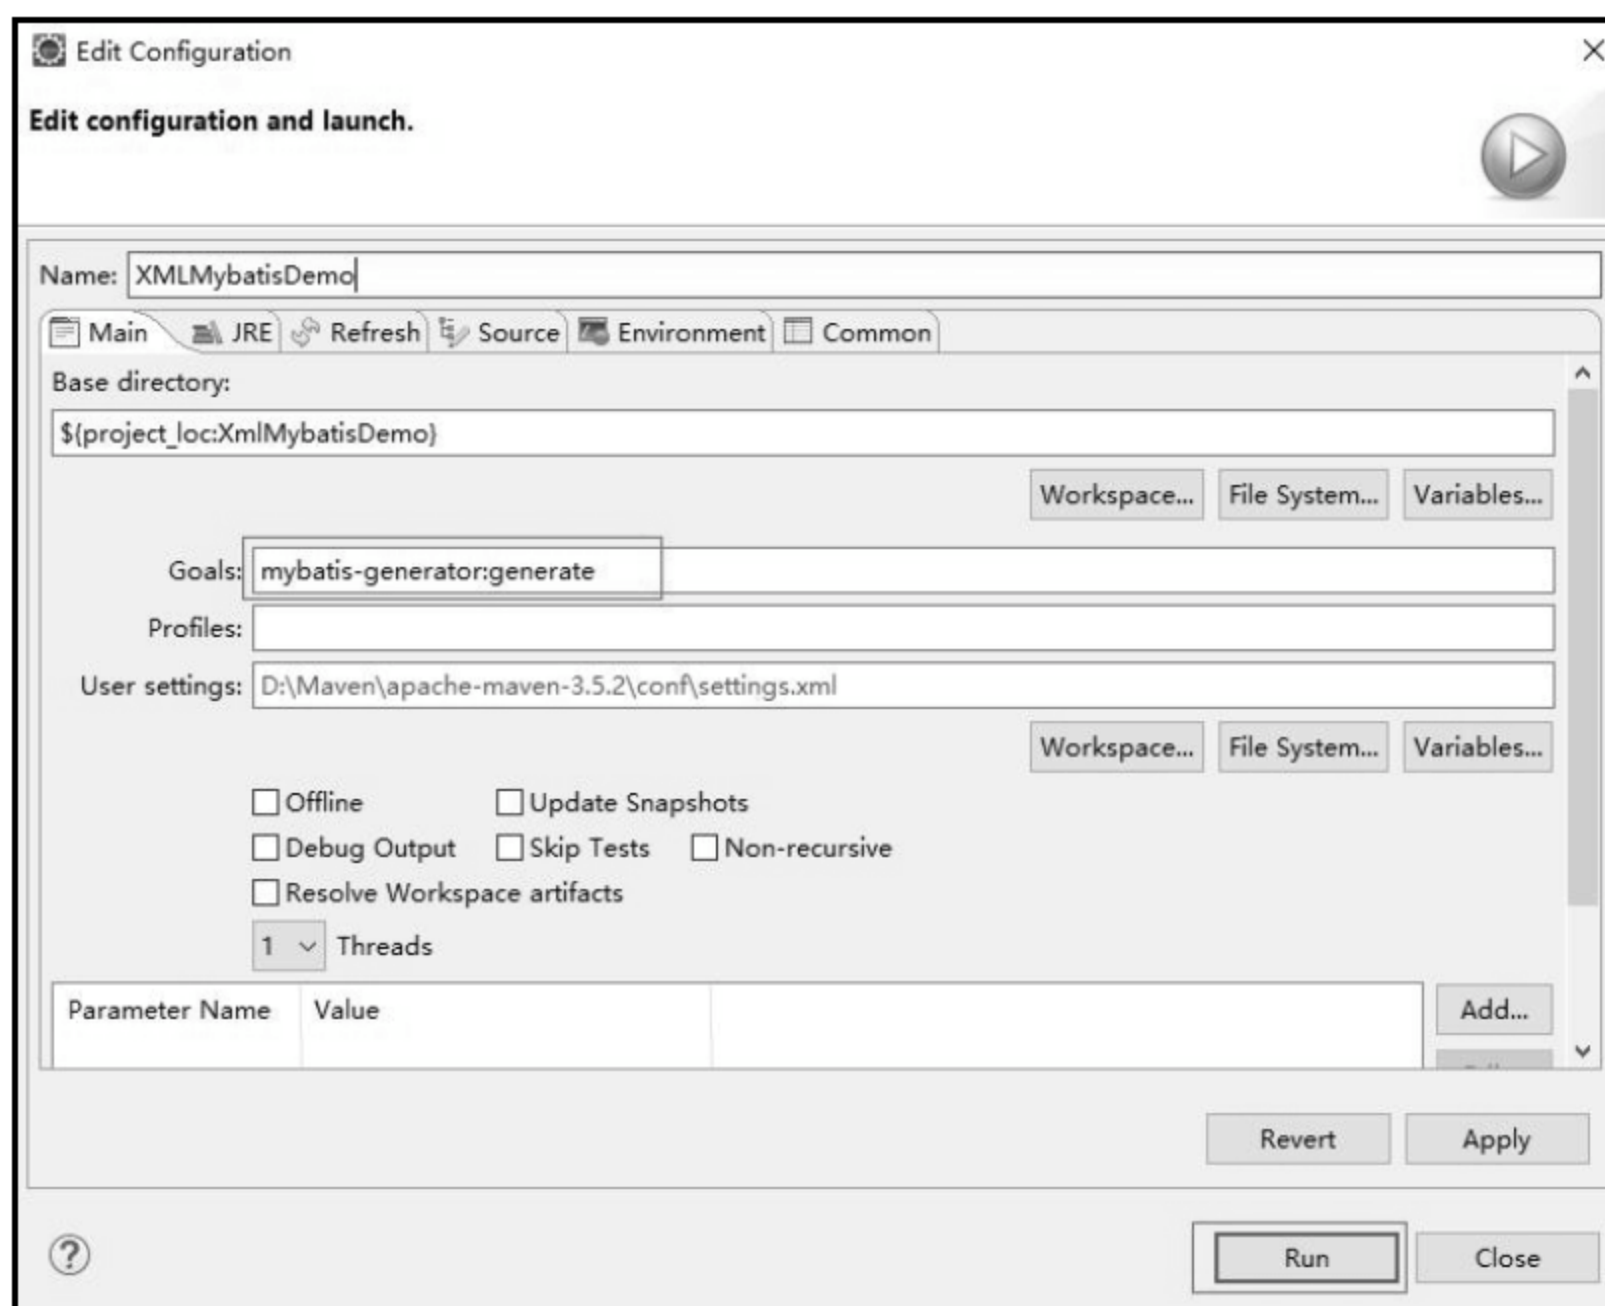 Edit Configuration
Edit configuration and launch.
Name: XMLMybatisDemo
Main JRE Refresh Source Environment Common
Base directory:
${project_loc:XmlMybatisDemo}
Workspace... File System... Variables...
Goals: mybatis-generator:generate
Profiles:
User settings: D:\Maven\apache-maven-3.5.2\conf\settings.xml
Workspace... File System... Variables...
Offline Update Snapshots
Debug Output Skip Tests Non-recursive
Resolve Workspace artifacts
1 Threads
Parameter Name Value Add...
Revert Apply
? Run Close